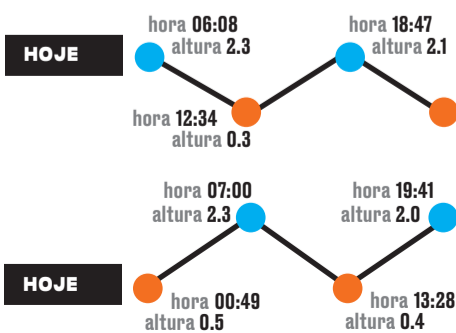 hora 06:08
altura 2.3
hora 18:47
altura 2.1
HOJE
hora 12:34
altura 0.3
hora 07:00
altura 2.3
hora 19:41
altura 2.0
HOJE
hora 00:49
altura 0.5
hora 13:28
altura 0.4